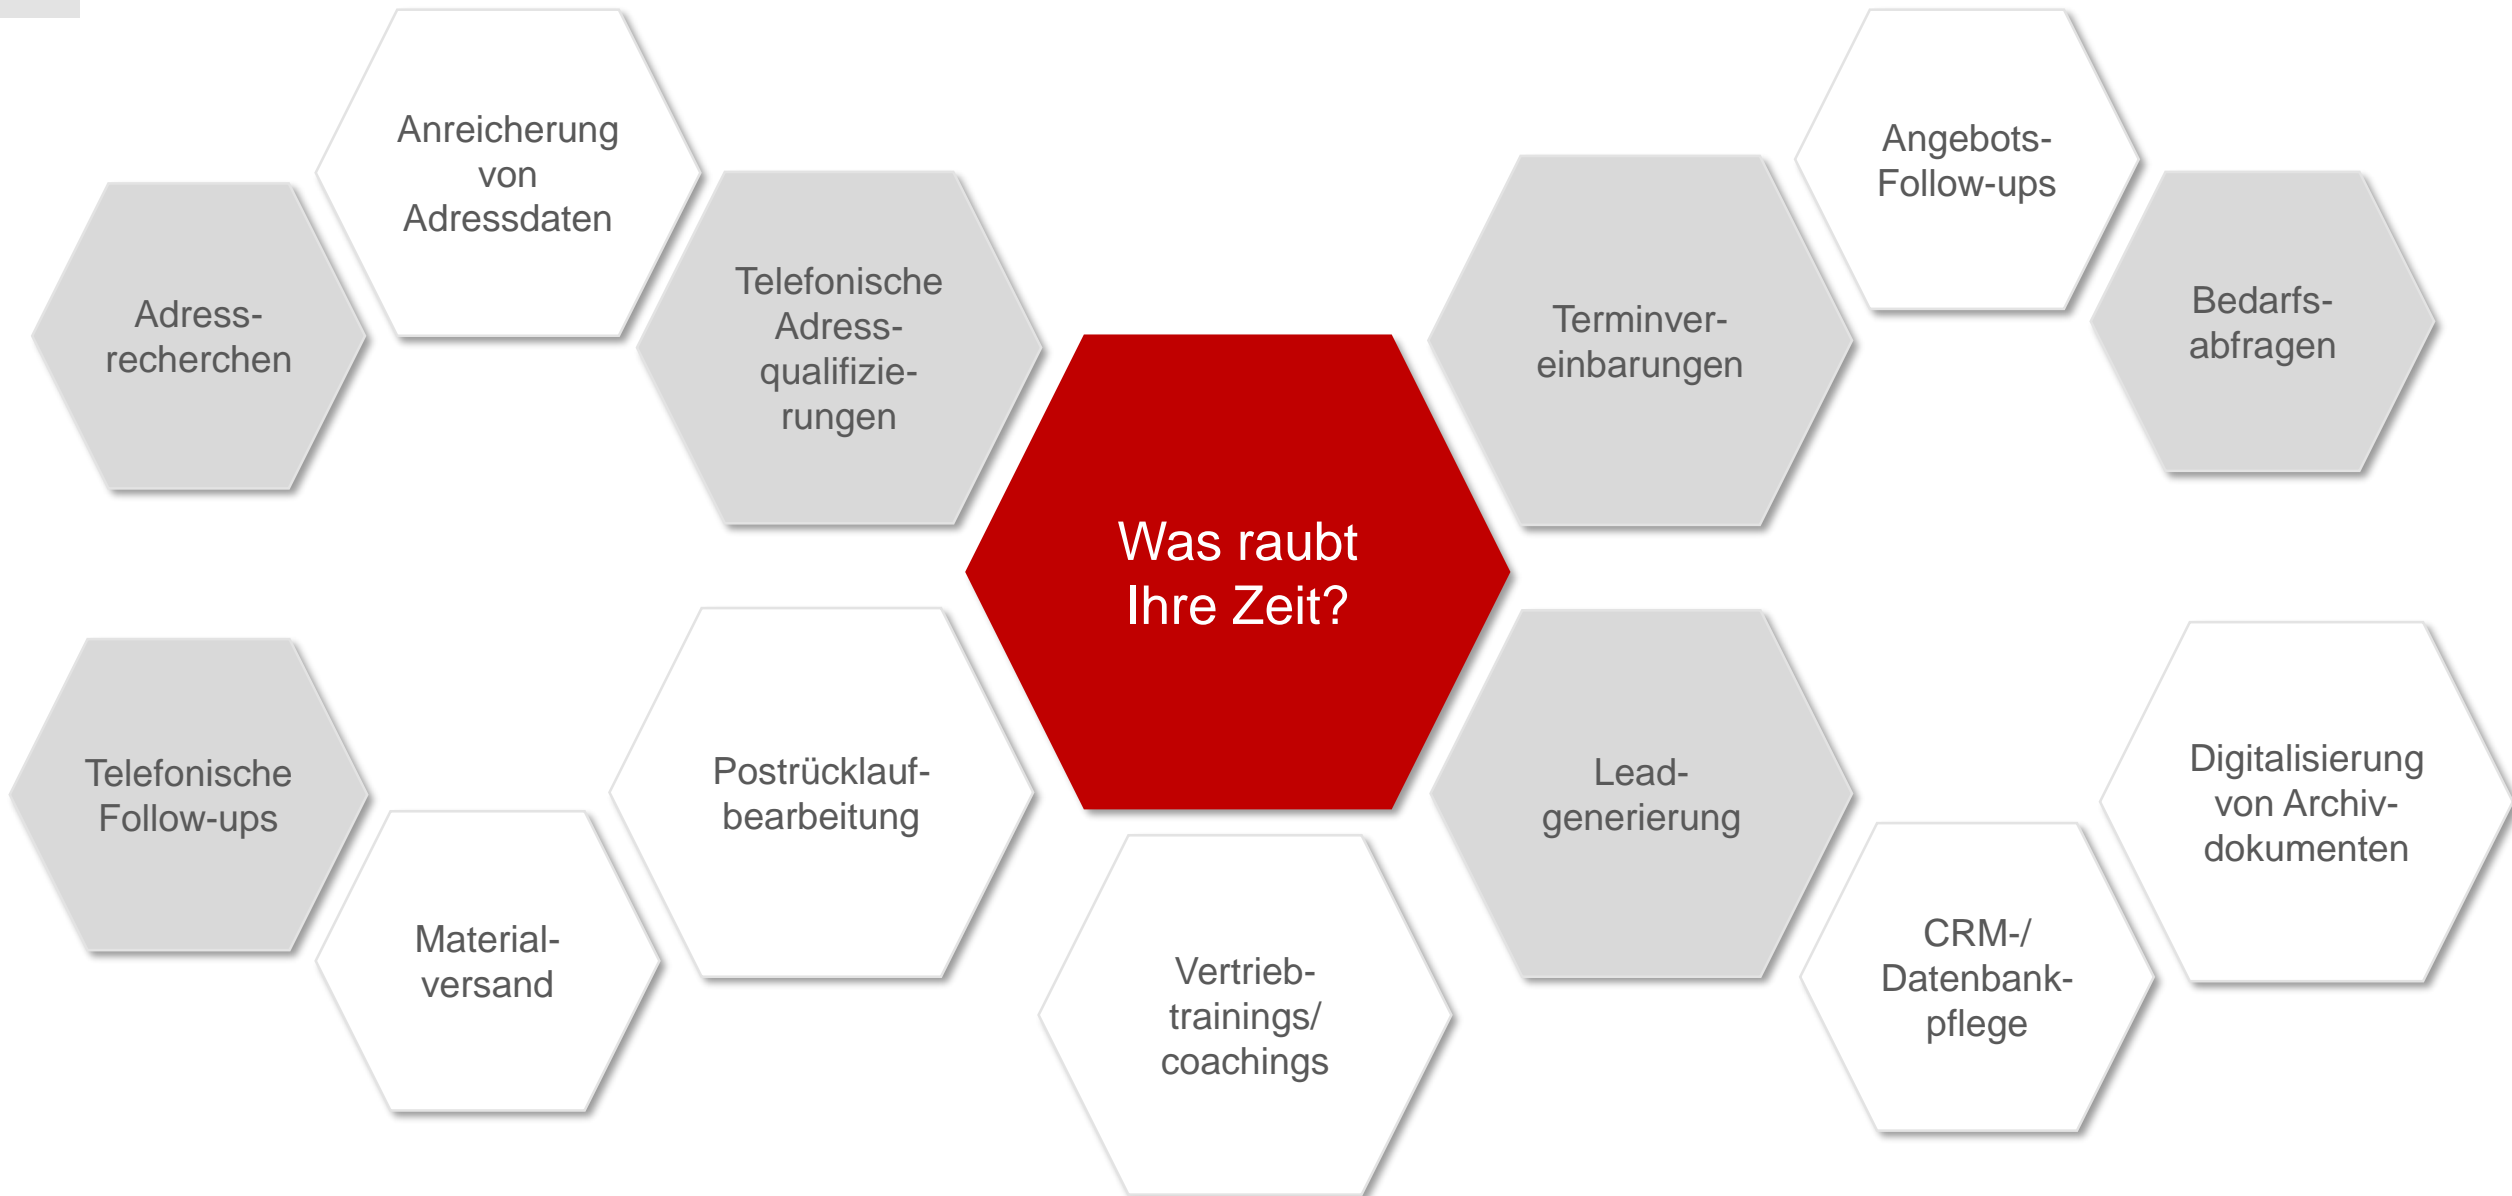 Anreicherung
von
Adressdaten
Angebots-
Follow-ups
Adress-
recherchen
Telefonische
Adress-
qualifizie-
rungen
Terminver-
einbarungen
Bedarfs-
abfragen
Was raubt
Ihre Zeit?
Telefonische
Follow-ups
Material-
versand
Postrücklauf-
bearbeitung
Vertrieb-
trainings/
coachings
Lead-
generierung
CRM-/
Datenbank-
pflege
Digitalisierung
von Archiv-
dokumenten